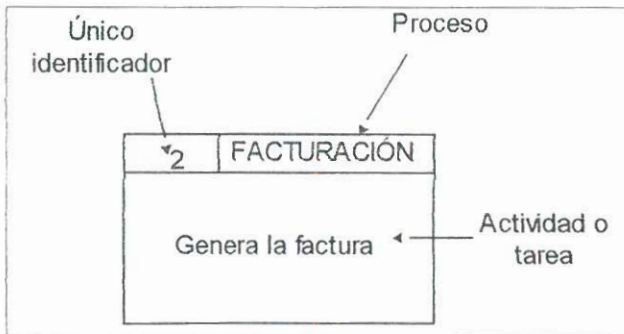 Único
identificador
Proceso
2
FACTURACIÓN
Genera la factura
Actividad o
tarea